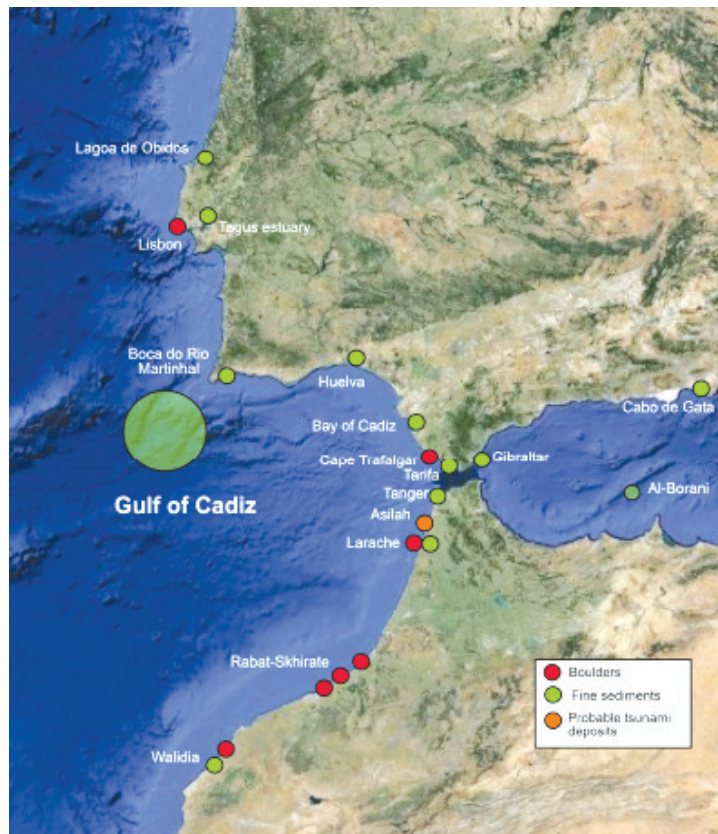 Lagoa de Obidos
Tagus estuary
Lisbon
Boca do Rio
Martinhal
Huelva
Cabo de Gata
Bay of Cadiz
Cape Trafalgar
Gibraltar
Tarifa
Al-Borani
Tanger
Gulf of Cadiz
Asilah
Larache
Rabat-Skhirate
Boulders
Fine sediments
Probable tsunami
deposits
Walidia